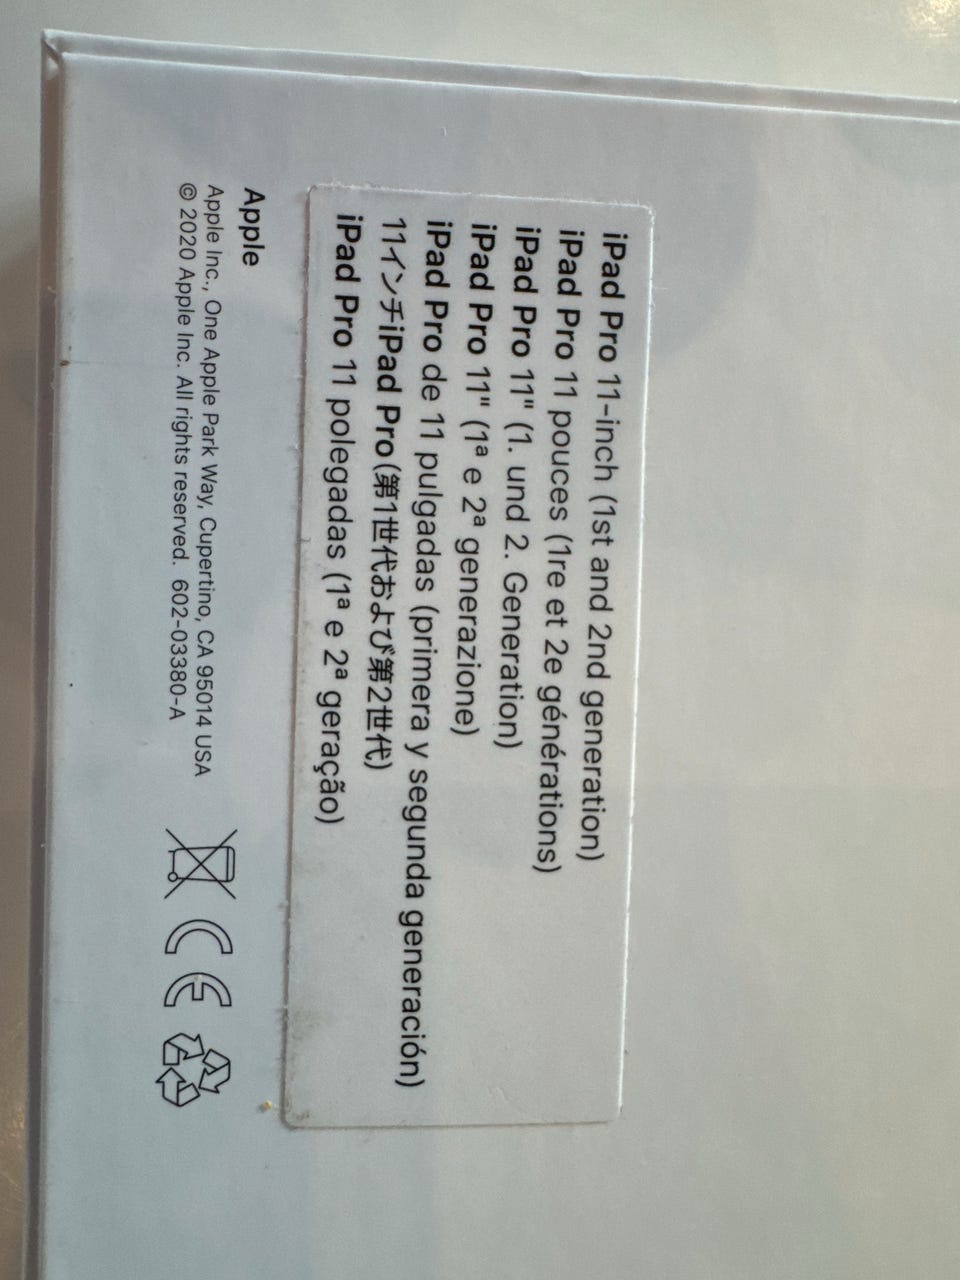 iPad Pro 11-inch (1st and 2nd generation)
iPad Pro 11 pouces (1re et 2e générations)
iPad Pro 11" (1. und 2. Generation)
iPad Pro 11" (1ª e 2ª generazione)
iPad Pro de 11 pulgadas (primera y segunda generación)
11インチiPad Pro(第1世代および第2世代)
iPad Pro 11 polegadas (1ª e 2ª geração)
Apple
Apple Inc., One Apple Park Way, Cupertino, CA 95014 USA
© 2020 Apple Inc. All rights reserved. 602-03380-A
CE